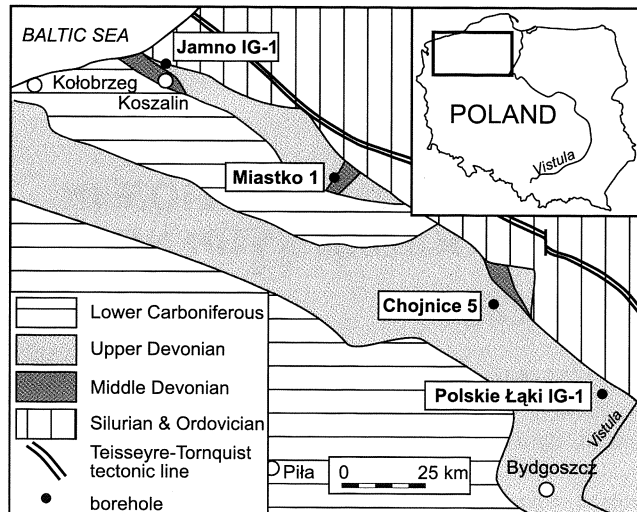 BALTIC SEA
Jamno IG-1
Kołobrzeg
Koszalin
POLAND
Vistula
Miastko 1
Chojnice 5
Polskie Łąki IG-1
Vistula
Bydgoszcz
Piła
0 25 km
Lower Carboniferous
Upper Devonian
Middle Devonian
Silurian & Ordovician
Teisseyre-Tornquist
tectonic line
borehole